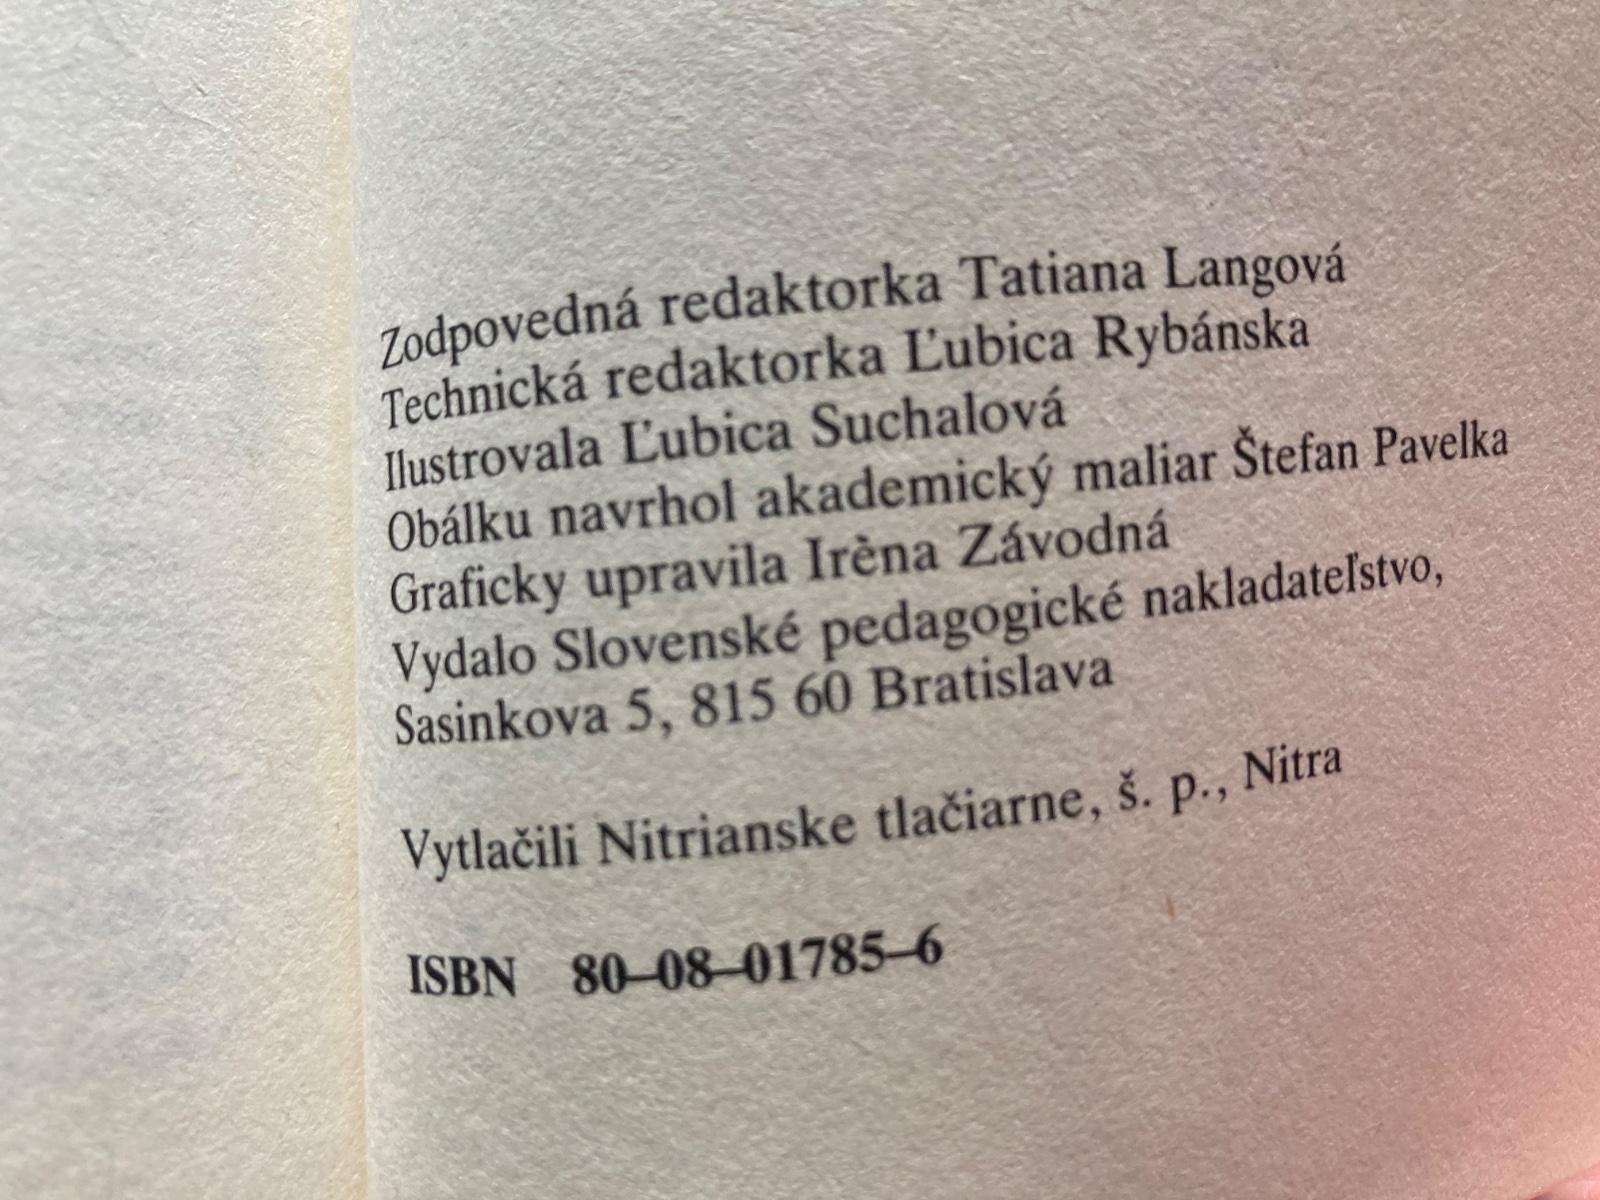 Zodpovedná redaktorka Tatiana Langová
Technická redaktorka Ľubica Rybánska
Ilustrovala Ľubica Suchalová
Obálku navrhol akademický maliar Štefan Pavelka
Graficky upravila Irèna Závodná
Vydalo Slovenské pedagogické nakladateľstvo,
Sasinkova 5, 815 60 Bratislava
Vytlačili Nitrianske tlačiarne, š. p., Nitra
ISBN 80–08–01785–6